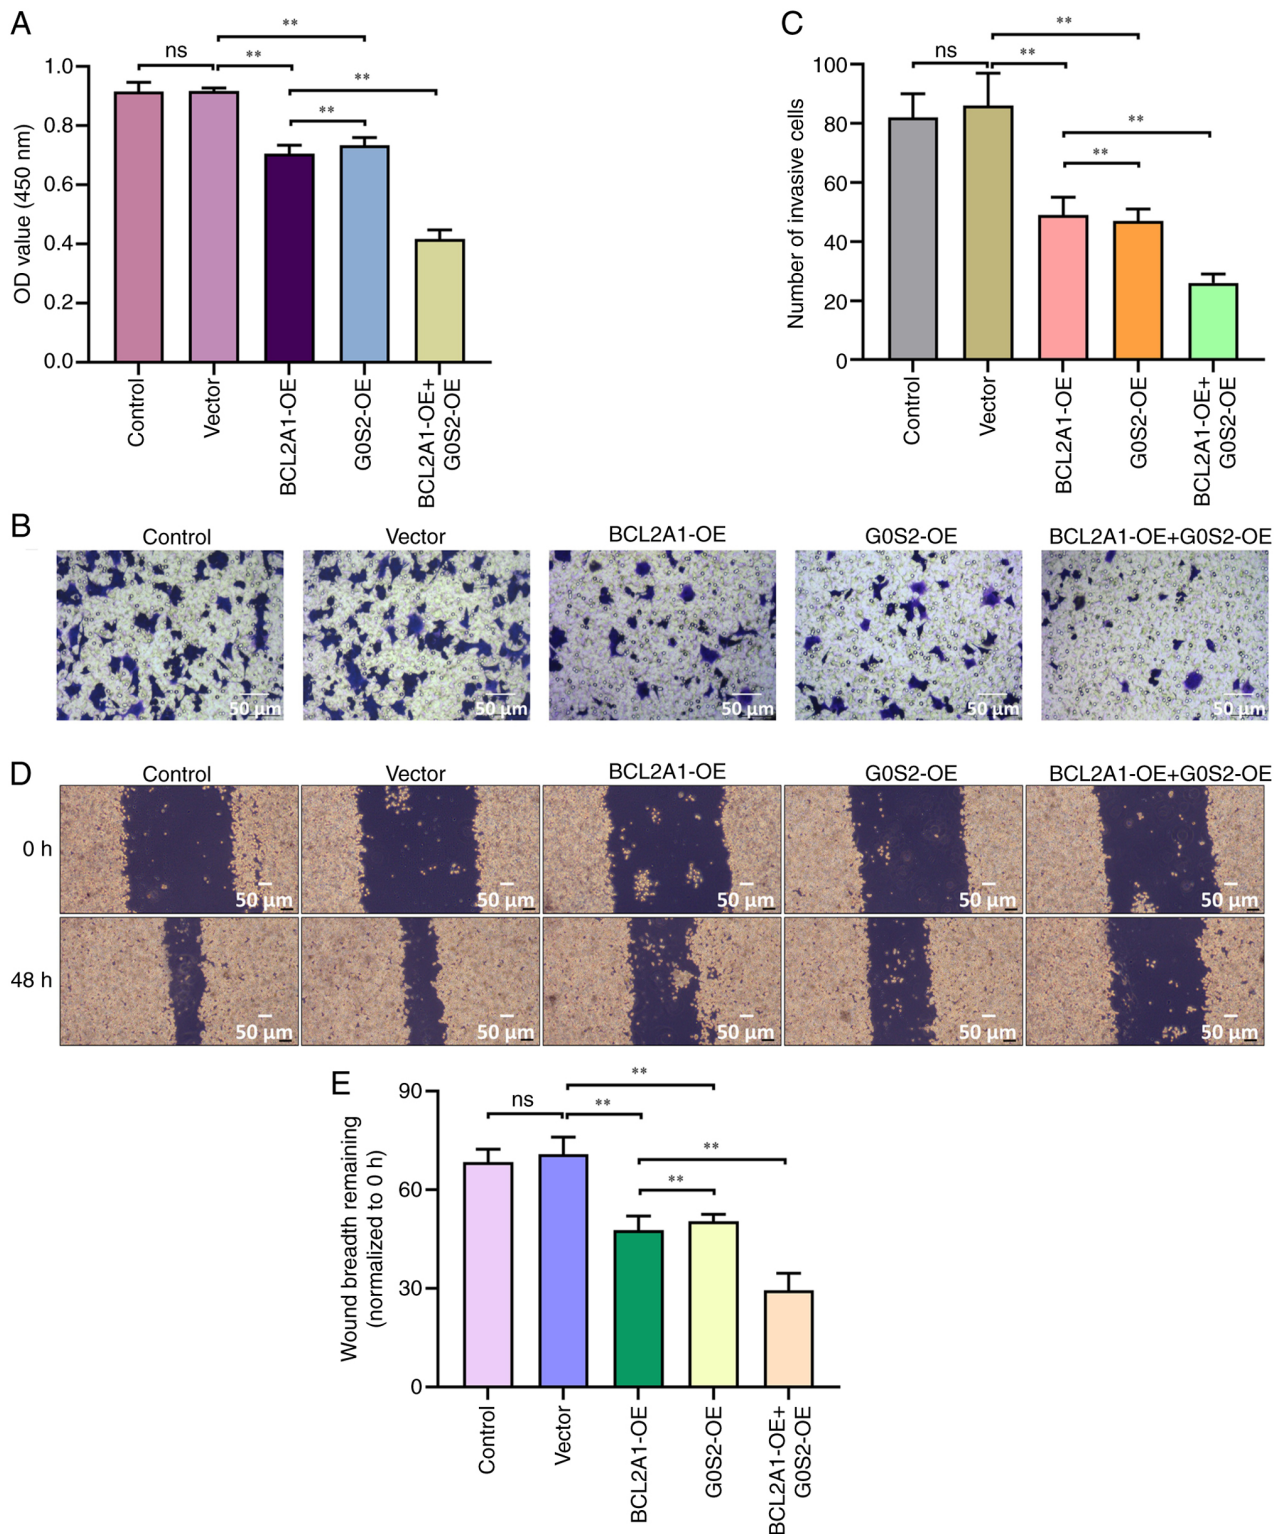 A
**
ns
**
**
**
1.0
0.8
0.6
0.4
0.2
0.0
OD value (450 nm)
Control
Vector
BCL2A1-OE
G0S2-OE
BCL2A1-OE+
G0S2-OE
C
**
ns
**
**
**
100
80
60
40
20
0
Number of invasive cells
Control
Vector
BCL2A1-OE
G0S2-OE
BCL2A1-OE+
G0S2-OE
B
Control
Vector
BCL2A1-OE
G0S2-OE
BCL2A1-OE+G0S2-OE
50 µm
50 µm
50 µm
50 µm
50 µm
D
Control
Vector
BCL2A1-OE
G0S2-OE
BCL2A1-OE+G0S2-OE
0 h
50 µm
50 µm
50 µm
50 µm
50 µm
48 h
50 µm
50 µm
50 µm
50 µm
50 µm
E
**
ns
**
**
**
90
60
30
0
Wound breadth remaining
(normalized to 0 h)
Control
Vector
BCL2A1-OE
G0S2-OE
BCL2A1-OE+
G0S2-OE